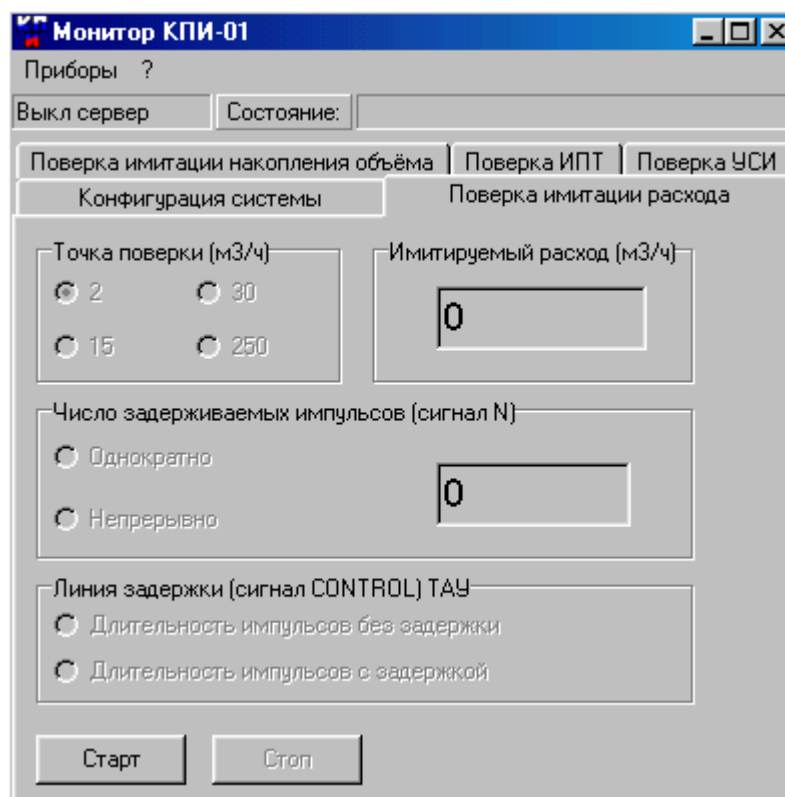 Монитор КПИ-01
Приборы ?
Выкл сервер Состояние:
Поверка имитации накопления объёма Поверка ИПТ Поверка УСИ
Конфигурация системы Поверка имитации расхода
Точка поверки (м3/ч) Имитируемый расход (м3/ч)
2 30
0
15 250
Число задерживаемых импульсов (сигнал N)
Однократно
0
Непрерывно
Линия задержки (сигнал CONTROL) ТАУ
Длительность импульсов без задержки
Длительность импульсов с задержкой
Старт Стоп